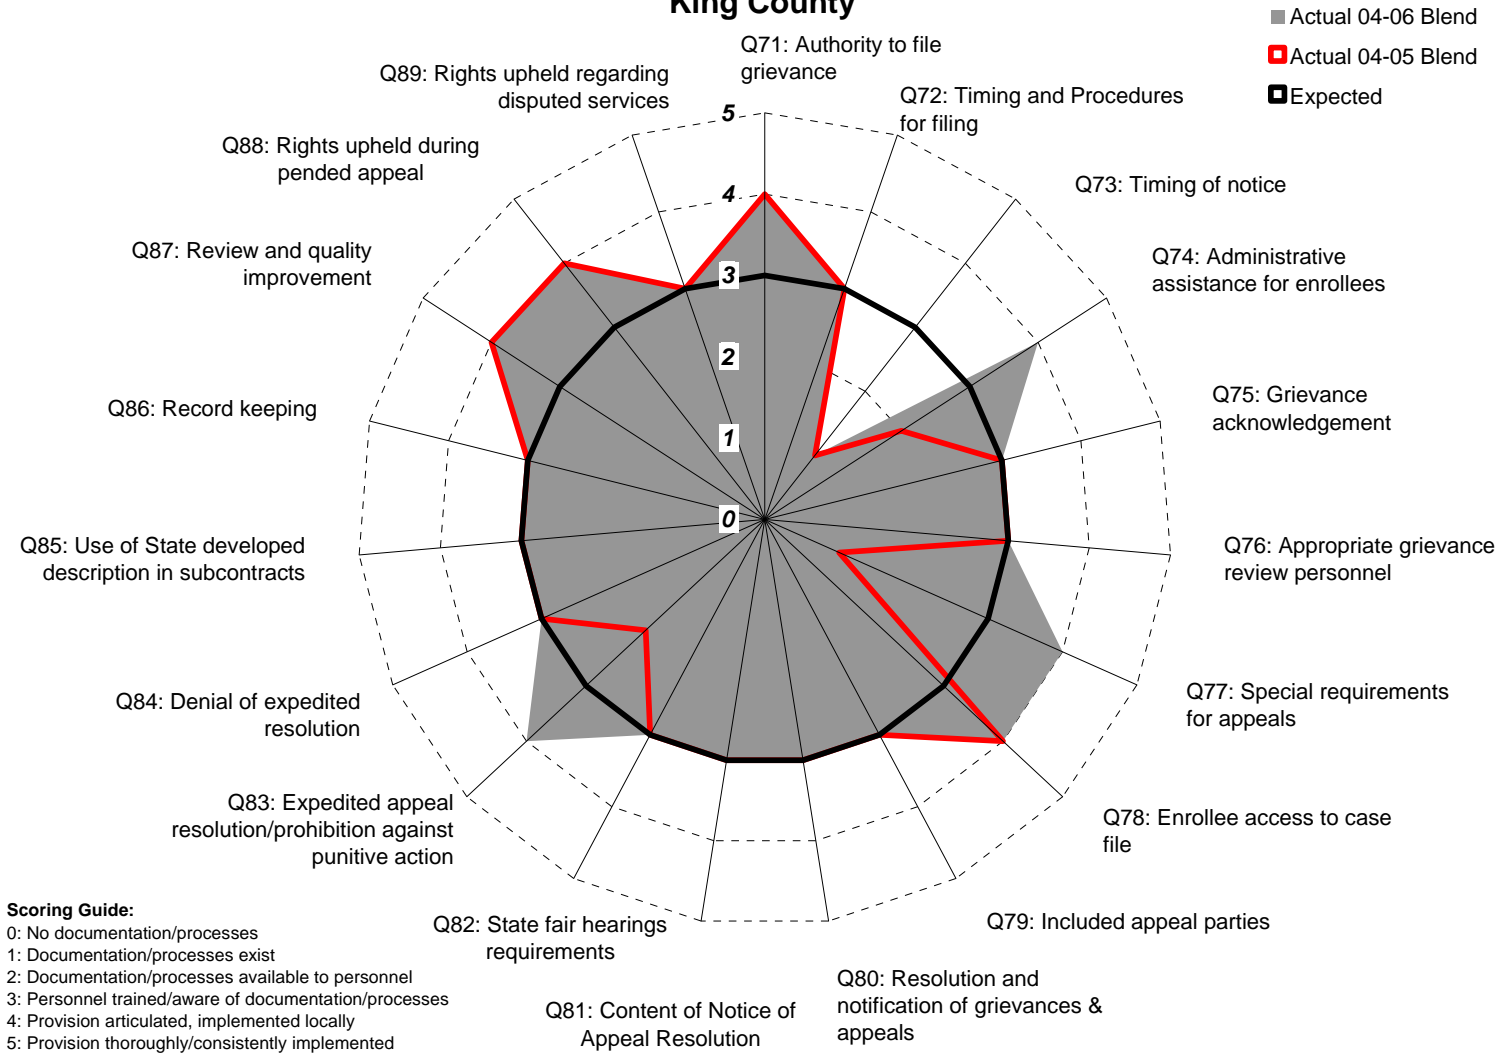 King County
Actual 04-06 Blend
Actual 04-05 Blend
Expected
Q71: Authority to file
grievance
Q72: Timing and Procedures
for filing
Q73: Timing of notice
Q74: Administrative
assistance for enrollees
Q75: Grievance
acknowledgement
Q76: Appropriate grievance
review personnel
Q77: Special requirements
for appeals
Q78: Enrollee access to case
file
Q79: Included appeal parties
Q80: Resolution and
notification of grievances &
appeals
Q81: Content of Notice of
Appeal Resolution
Q82: State fair hearings
requirements
Q83: Expedited appeal
resolution/prohibition against
punitive action
Q84: Denial of expedited
resolution
Q85: Use of State developed
description in subcontracts
Q86: Record keeping
Q87: Review and quality
improvement
Q88: Rights upheld during
pended appeal
Q89: Rights upheld regarding
disputed services
5
4
3
2
1
0
Scoring Guide:
0: No documentation/processes
1: Documentation/processes exist
2: Documentation/processes available to personnel
3: Personnel trained/aware of documentation/processes
4: Provision articulated, implemented locally
5: Provision thoroughly/consistently implemented